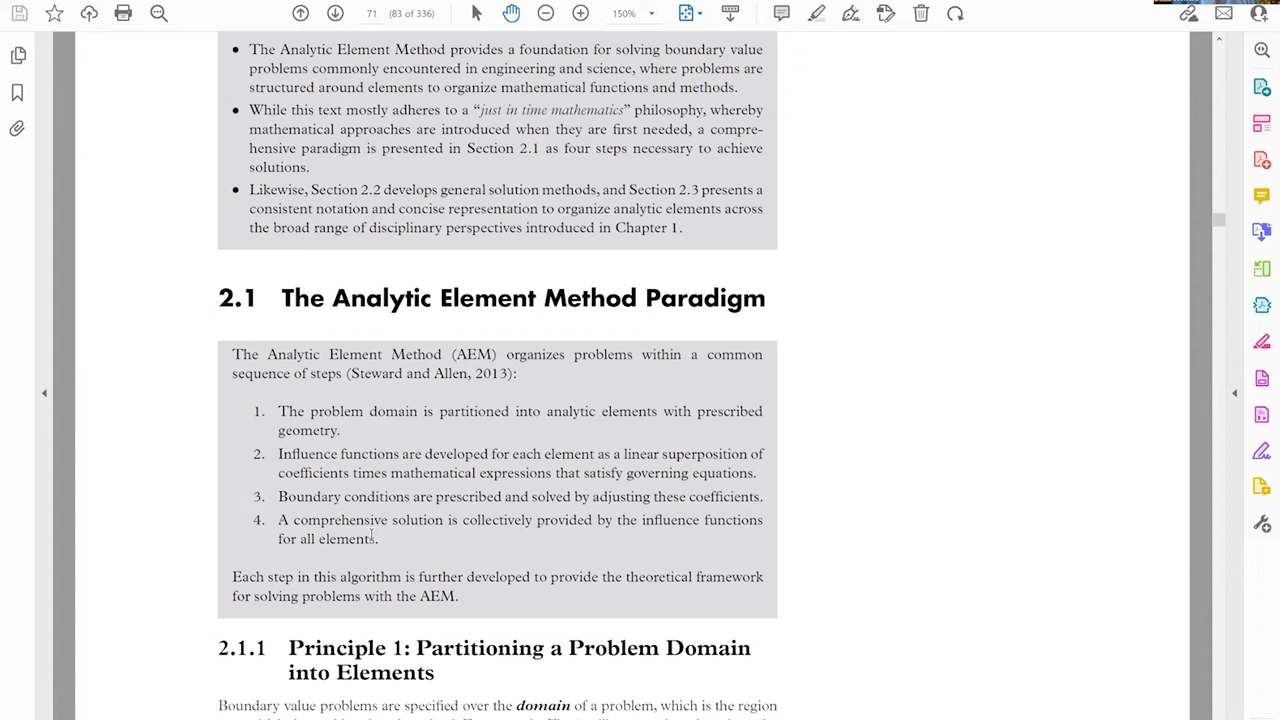 71 (83 of 336)
150%
• The Analytic Element Method provides a foundation for solving boundary value
problems commonly encountered in engineering and science, where problems are
structured around elements to organize mathematical functions and methods.
• While this text mostly adheres to a “just in time mathematics” philosophy, whereby
mathematical approaches are introduced when they are first needed, a compre-
hensive paradigm is presented in Section 2.1 as four steps necessary to achieve
solutions.
• Likewise, Section 2.2 develops general solution methods, and Section 2.3 presents a
consistent notation and concise representation to organize analytic elements across
the broad range of disciplinary perspectives introduced in Chapter 1.
2.1 The Analytic Element Method Paradigm
The Analytic Element Method (AEM) organizes problems within a common
sequence of steps (Steward and Allen, 2013):
1. The problem domain is partitioned into analytic elements with prescribed
geometry.
2. Influence functions are developed for each element as a linear superposition of
coefficients times mathematical expressions that satisfy governing equations.
3. Boundary conditions are prescribed and solved by adjusting these coefficients.
4. A comprehensive solution is collectively provided by the influence functions
for all elements.
Each step in this algorithm is further developed to provide the theoretical framework
for solving problems with the AEM.
2.1.1 Principle 1: Partitioning a Problem Domain
into Elements
Boundary value problems are specified over the domain of a problem, which is the region